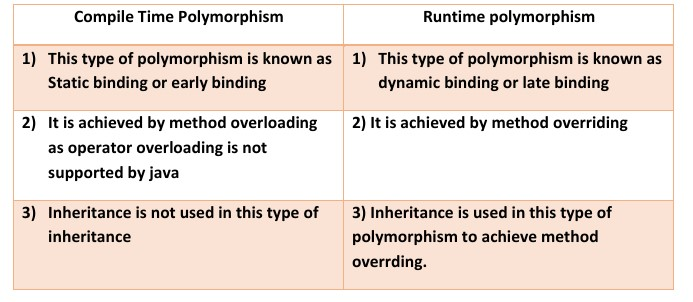 Compile Time Polymorphism
Runtime polymorphism
1) This type of polymorphism is known as
Static binding or early binding
1) This type of polymorphism is known as
dynamic binding or late binding
2) It is achieved by method overloading
as operator overloading is not
supported by java
2) It is achieved by method overriding
3) Inheritance is not used in this type of
inheritance
3) Inheritance is used in this type of
polymorphism to achieve method
overrding.